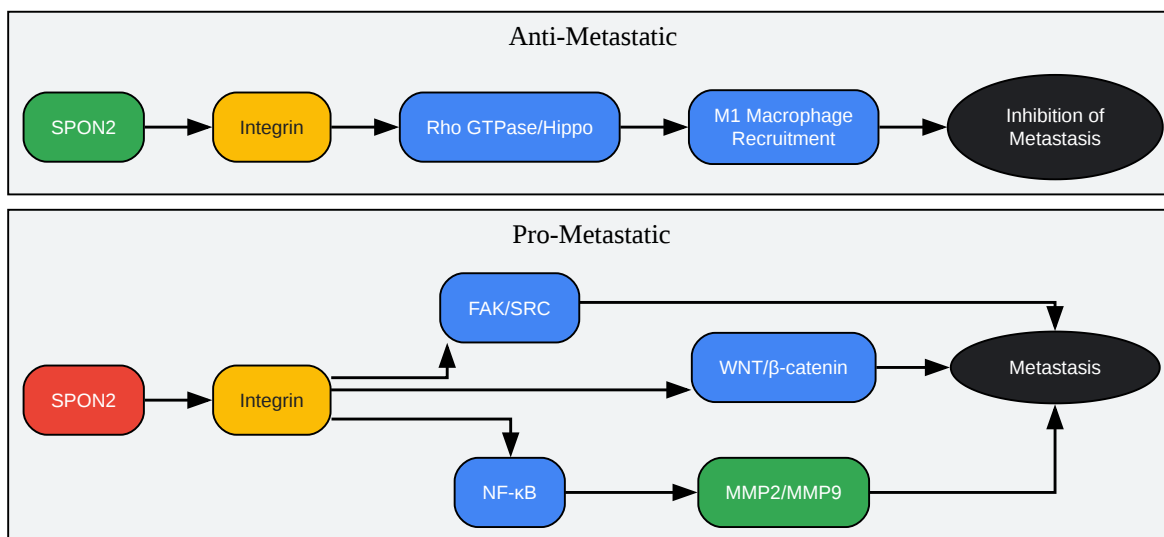 Anti-Metastatic
SPON2
Integrin
Rho GTPase/Hippo
M1 Macrophage
Recruitment
Inhibition of
Metastasis
Pro-Metastatic
FAK/SRC
WNT/β-catenin
Metastasis
SPON2
Integrin
NF-κB
MMP2/MMP9